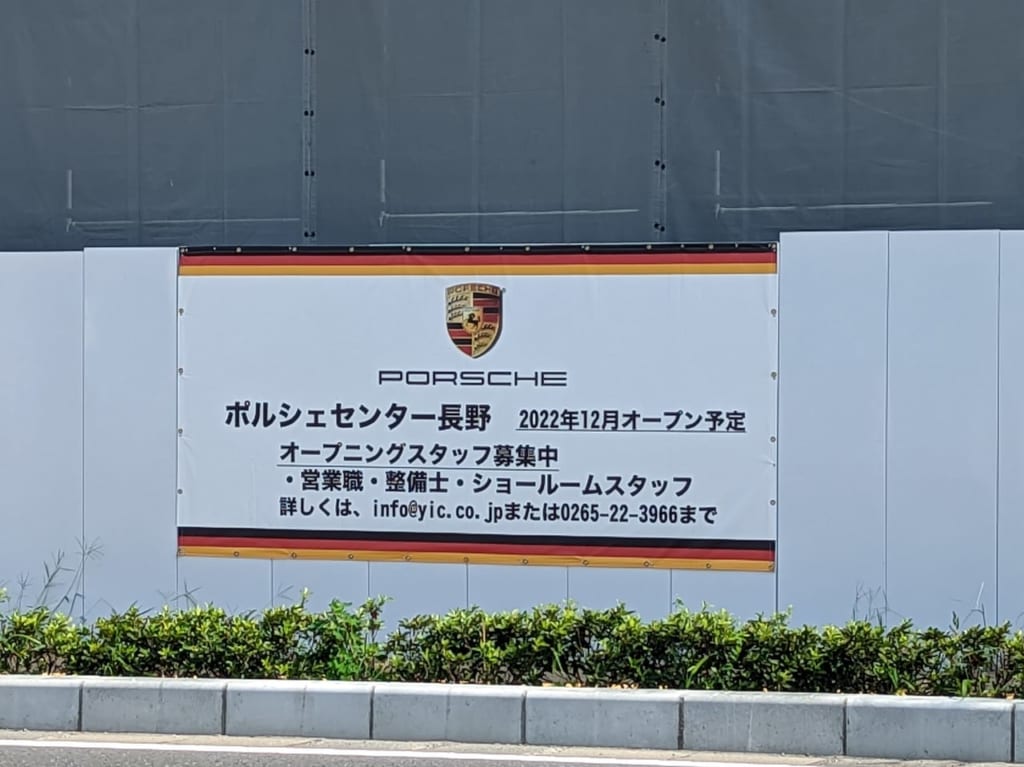 PORSCHE
PORSCHE
ポルシェセンター長野 2022年12月オープン予定
オープニングスタッフ募集中
・営業職・整備士・ショールームスタッフ
詳しくは、info@yic.co.jpまたは0265-22-3966まで